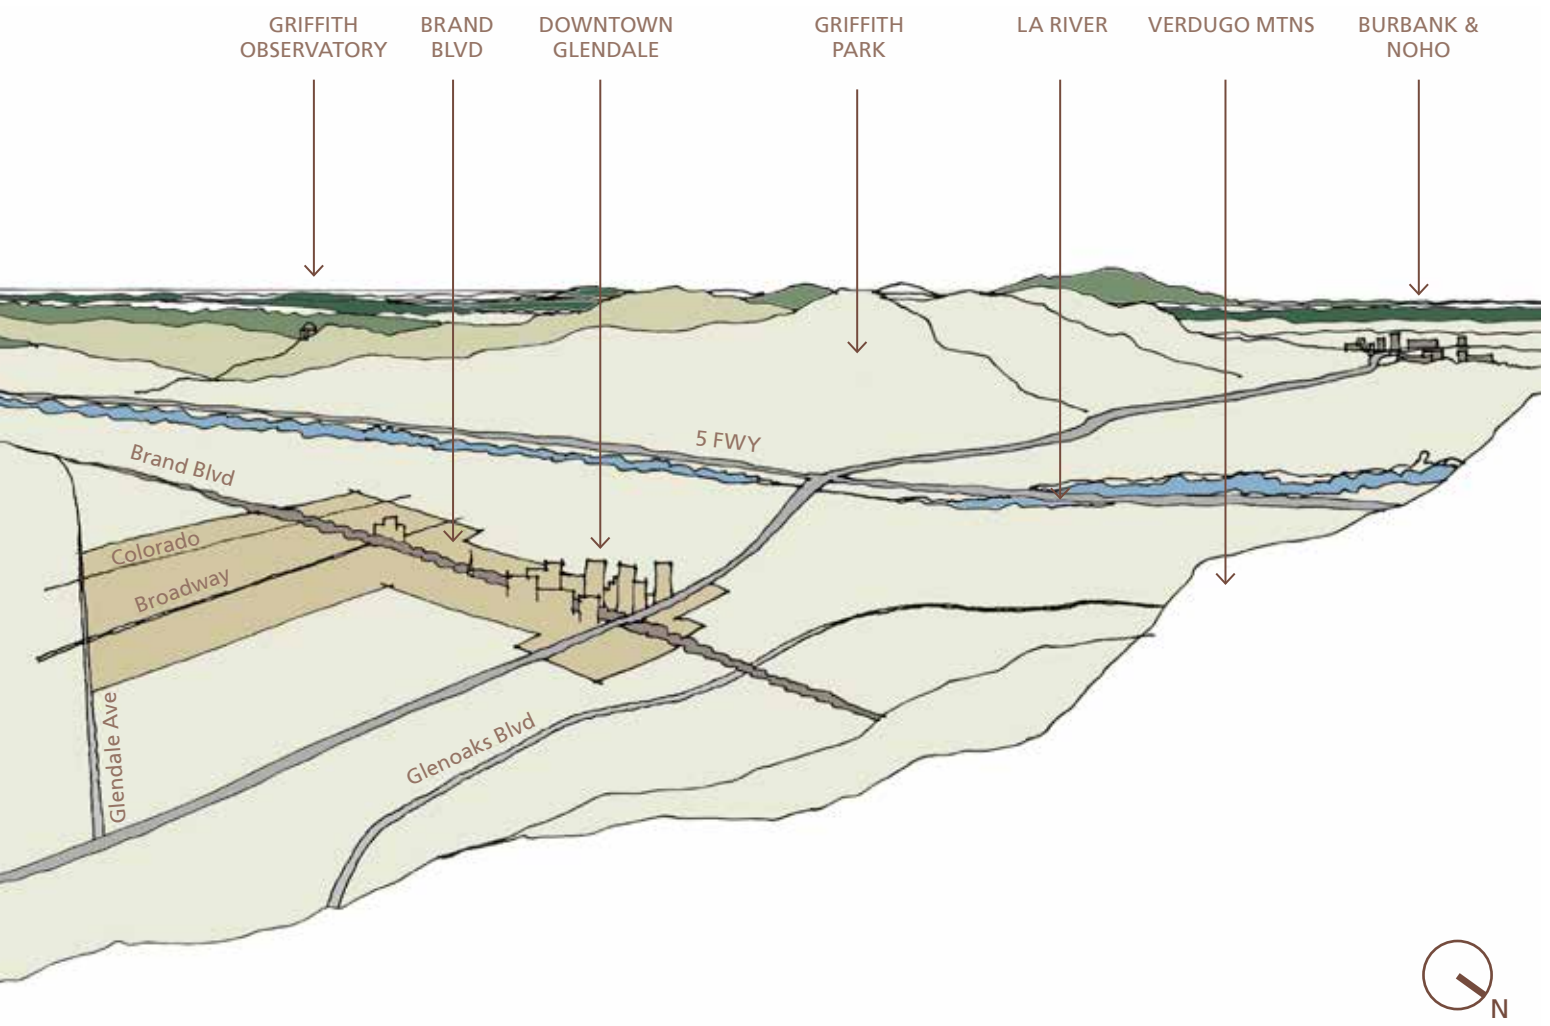 GRIFFITH
OBSERVATORY
BRAND
BLVD
DOWNTOWN
GLENDALE
GRIFFITH
PARK
LA RIVER
VERDUGO MTNS
BURBANK &
NOHO
5 FWY
Brand Blvd
Colorado
Broadway
Glendale Ave
Glenoaks Blvd
N